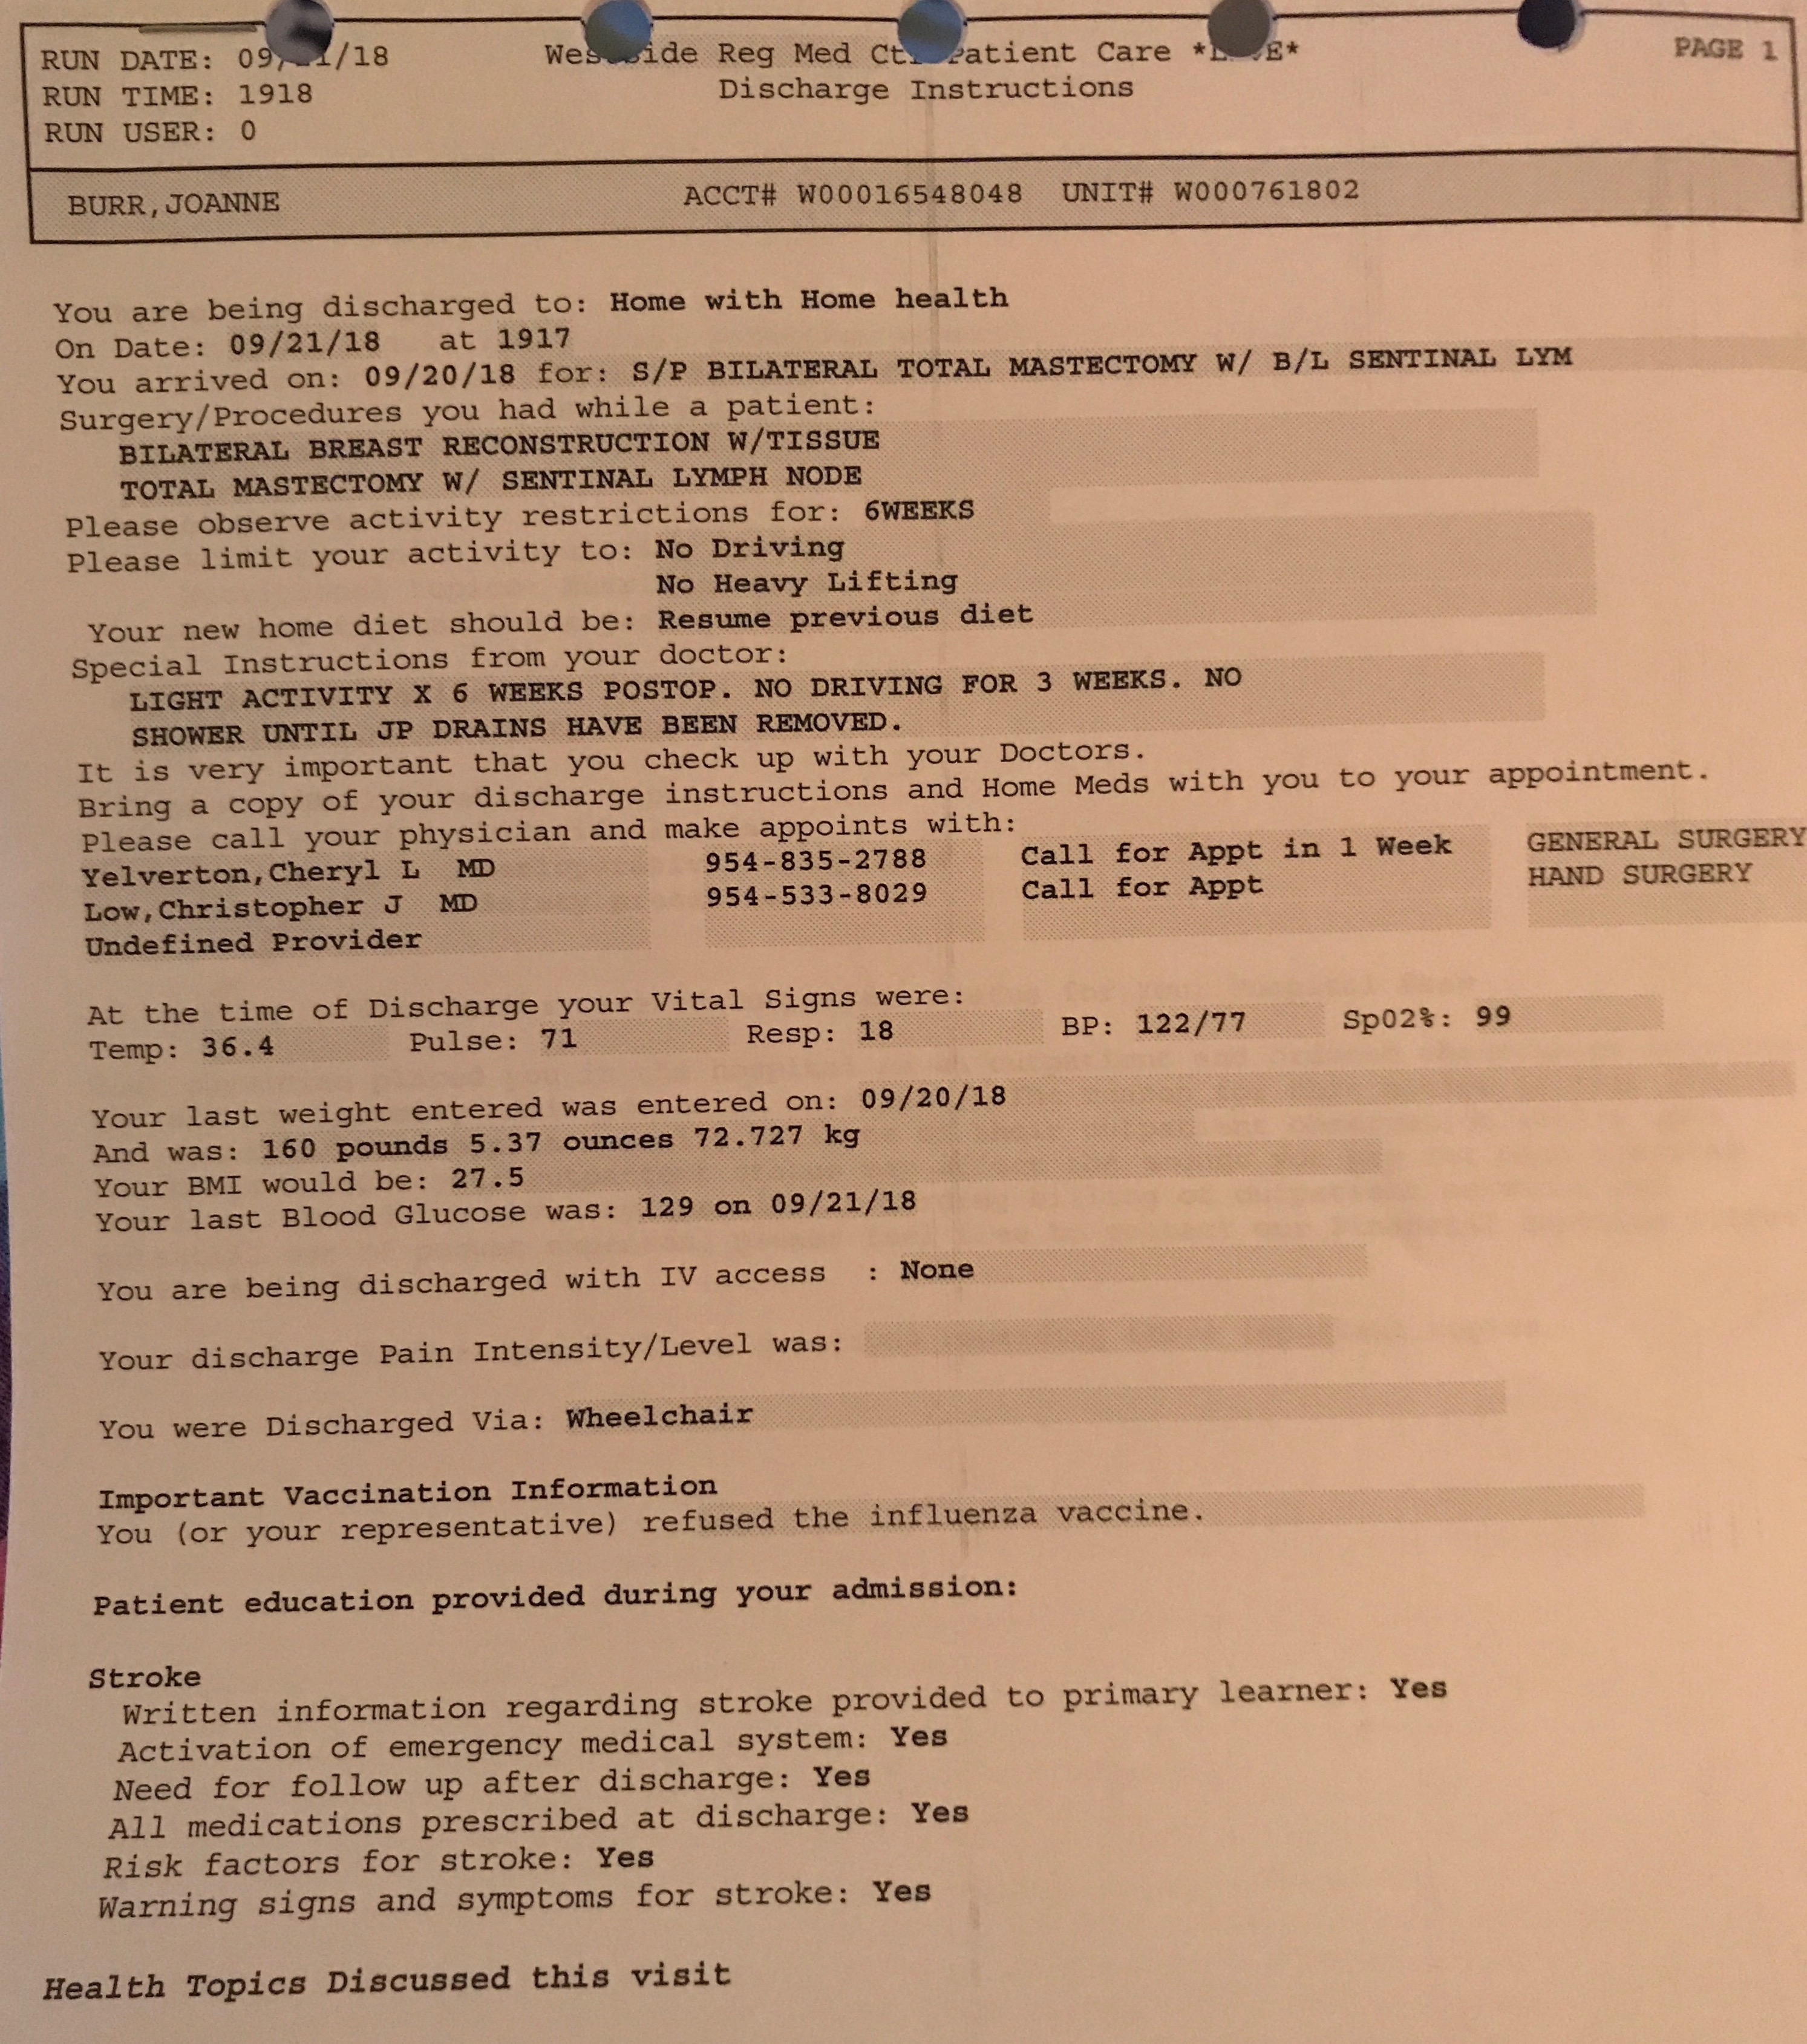 RUN DATE: 09/21/18 Westside Reg Med Ctr Patient Care *L VE* PAGE 1
RUN TIME: 1918 Discharge Instructions
RUN USER: 0
BURR,JOANNE ACCT# W00016548048 UNIT# W000761802
You are being discharged to: Home with Home health
On Date: 09/21/18 at 1917
You arrived on: 09/20/18 for: S/P BILATERAL TOTAL MASTECTOMY W/ B/L SENTINAL LYM
Surgery/Procedures you had while a patient:
BILATERAL BREAST RECONSTRUCTION W/TISSUE
TOTAL MASTECTOMY W/ SENTINAL LYMPH NODE
Please observe activity restrictions for: 6WEEKS
Please limit your activity to: No Driving
No Heavy Lifting
Your new home diet should be: Resume previous diet
Special Instructions from your doctor:
LIGHT ACTIVITY X 6 WEEKS POSTOP. NO DRIVING FOR 3 WEEKS. NO
SHOWER UNTIL JP DRAINS HAVE BEEN REMOVED.
It is very important that you check up with your Doctors.
Bring a copy of your discharge instructions and Home Meds with you to your appointment.
Please call your physician and make appoints with:
Yelverton,Cheryl L MD 954-835-2788 Call for Appt in 1 Week GENERAL SURGERY
Low,Christopher J MD 954-533-8029 Call for Appt HAND SURGERY
Undefined Provider
At the time of Discharge your Vital Signs were:
Temp: 36.4 Pulse: 71 Resp: 18 BP: 122/77 Sp02%: 99
Your last weight entered was entered on: 09/20/18
And was: 160 pounds 5.37 ounces 72.727 kg
Your BMI would be: 27.5
Your last Blood Glucose was: 129 on 09/21/18
You are being discharged with IV access : None
Your discharge Pain Intensity/Level was:
You were Discharged Via: Wheelchair
Important Vaccination Information
You (or your representative) refused the influenza vaccine.
Patient education provided during your admission:
Stroke
Written information regarding stroke provided to primary learner: Yes
Activation of emergency medical system: Yes
Need for follow up after discharge: Yes
All medications prescribed at discharge: Yes
Risk factors for stroke: Yes
Warning signs and symptoms for stroke: Yes
Health Topics Discussed this visit